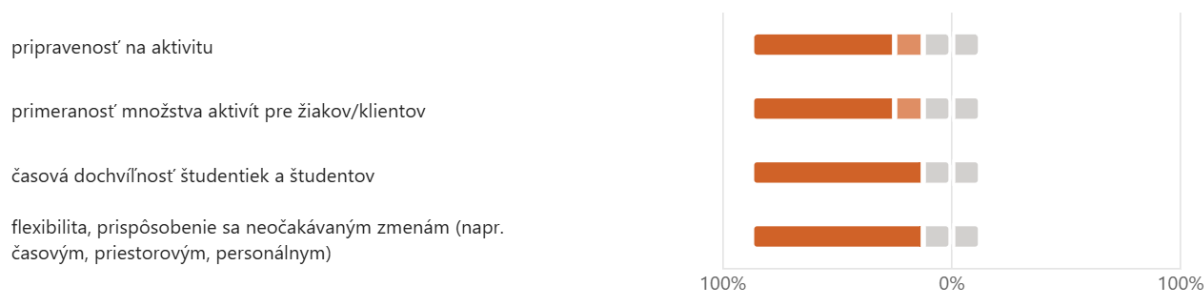 pripravenosť na aktivitu
primeranosť množstva aktivít pre žiakov/klientov
časová dochvíľnosť študentiek a študentov
flexibilita, prispôsobenie sa neočakávaným zmenám (napr.
časovým, priestorovým, personálnym)
100% 0% 100%